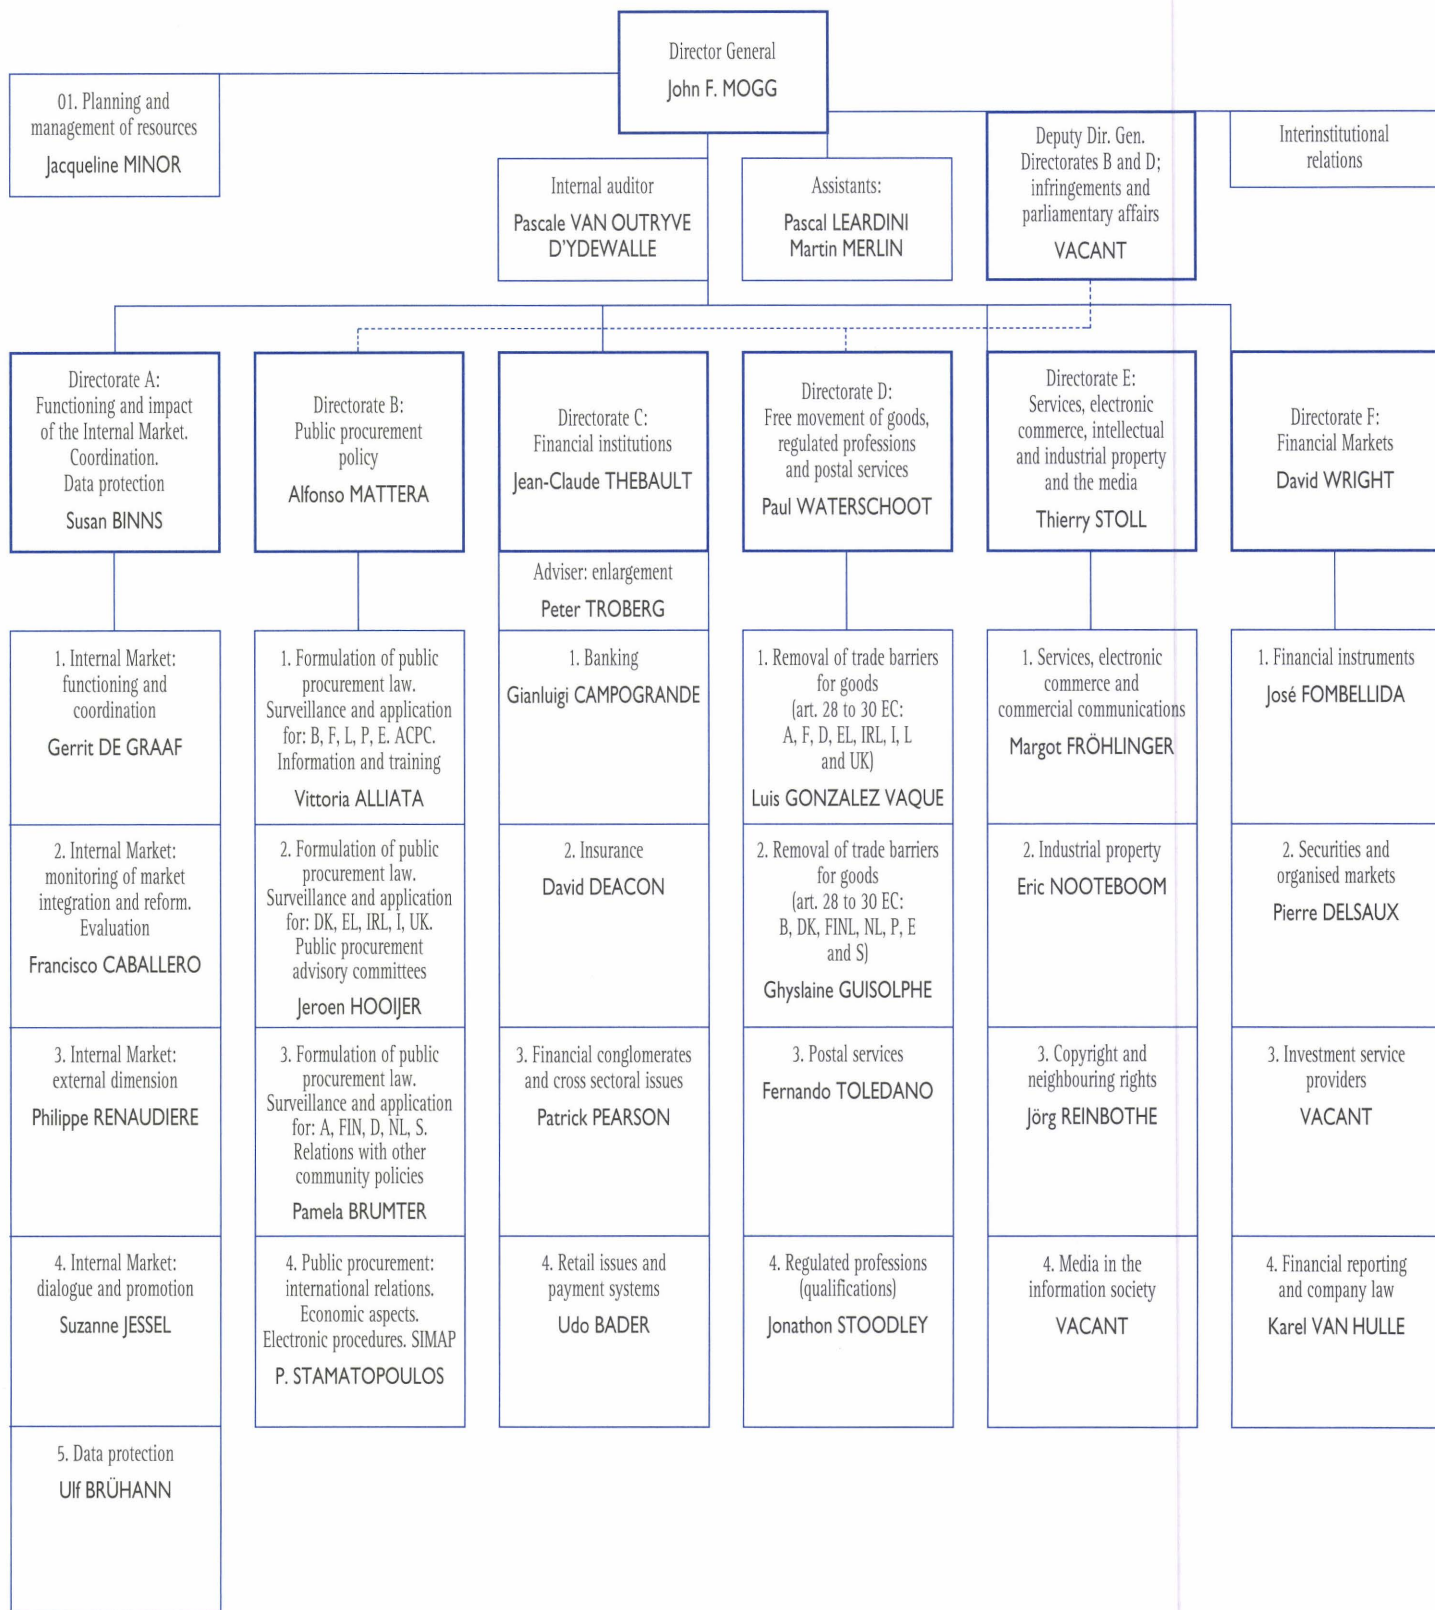 Director General
John F. MOGG
01. Planning and
management of resources
Jacqueline MINOR
Internal auditor
Pascale VAN OUTRYVE
D'YDEWALLE
Assistants:
Pascal LEARDINI
Martin MERLIN
Deputy Dir. Gen.
Directorates B and D;
infringements and
parliamentary affairs
VACANT
Interinstitutional
relations
Directorate A:
Functioning and impact
of the Internal Market.
Coordination.
Data protection
Susan BINNS
Directorate B:
Public procurement
policy
Alfonso MATTERA
Directorate C:
Financial institutions
Jean-Claude THEBAULT
Directorate D:
Free movement of goods,
regulated professions
and postal services
Paul WATERSCHOOT
Directorate E:
Services, electronic
commerce, intellectual
and industrial property
and the media
Thierry STOLL
Directorate F:
Financial Markets
David WRIGHT
Adviser: enlargement
Peter TROBERG
1. Internal Market:
functioning and
coordination
Gerrit DE GRAAF
1. Formulation of public
procurement law.
Surveillance and application
for: B, F, L, P, E. ACPC.
Information and training
Vittoria ALLIATA
1. Banking
Gianluigi CAMPOGRANDE
1. Removal of trade barriers
for goods
(art. 28 to 30 EC:
A, F, D, EL, IRL, I, L
and UK)
Luis GONZALEZ VAQUE
1. Services, electronic
commerce and
commercial communications
Margot FRÖHLINGER
1. Financial instruments
José FOMBELLIDA
2. Internal Market:
monitoring of market
integration and reform.
Evaluation
Francisco CABALLERO
2. Formulation of public
procurement law.
Surveillance and application
for: DK, EL, IRL, I, UK.
Public procurement
advisory committees
Jeroen HOOIJER
2. Insurance
David DEACON
2. Removal of trade barriers
for goods
(art. 28 to 30 EC:
B, DK, FINL, NL, P, E
and S)
Ghyslaine GUISOLPHE
2. Industrial property
Eric NOOTEBOOM
2. Securities and
organised markets
Pierre DELSAUX
3. Internal Market:
external dimension
Philippe RENAUDIERE
3. Formulation of public
procurement law.
Surveillance and application
for: A, FIN, D, NL, S.
Relations with other
community policies
Pamela BRUMTER
3. Financial conglomerates
and cross sectoral issues
Patrick PEARSON
3. Postal services
Fernando TOLEDANO
3. Copyright and
neighbouring rights
Jörg REINBOTHE
3. Investment service
providers
VACANT
4. Internal Market:
dialogue and promotion
Suzanne JESSEL
4. Public procurement:
international relations.
Economic aspects.
Electronic procedures. SIMAP
P. STAMATOPOULOS
4. Retail issues and
payment systems
Udo BADER
4. Regulated professions
(qualifications)
Jonathon STOODLEY
4. Media in the
information society
VACANT
4. Financial reporting
and company law
Karel VAN HULLE
5. Data protection
Ulf BRÜHANN